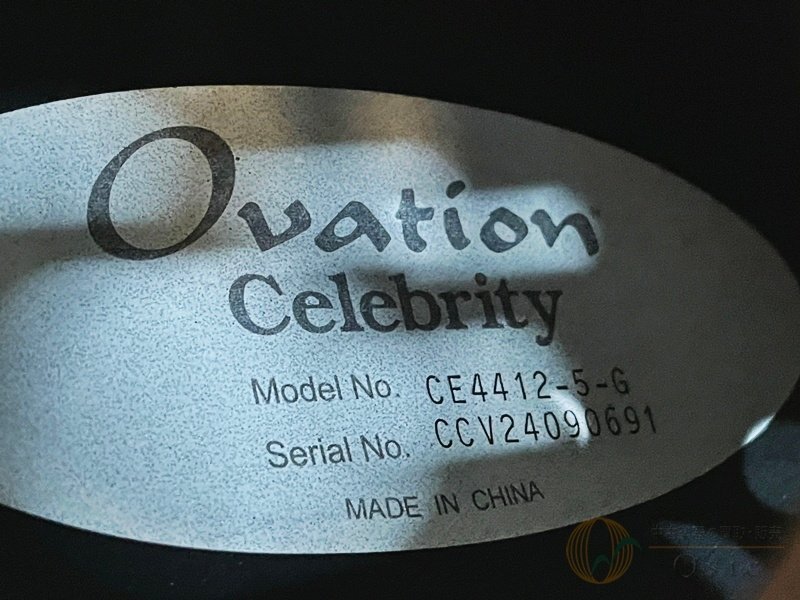 Ovation
Celebrity
Model No. CE4412-5-G
Serial No. CCV24090691
MADE IN CHINA